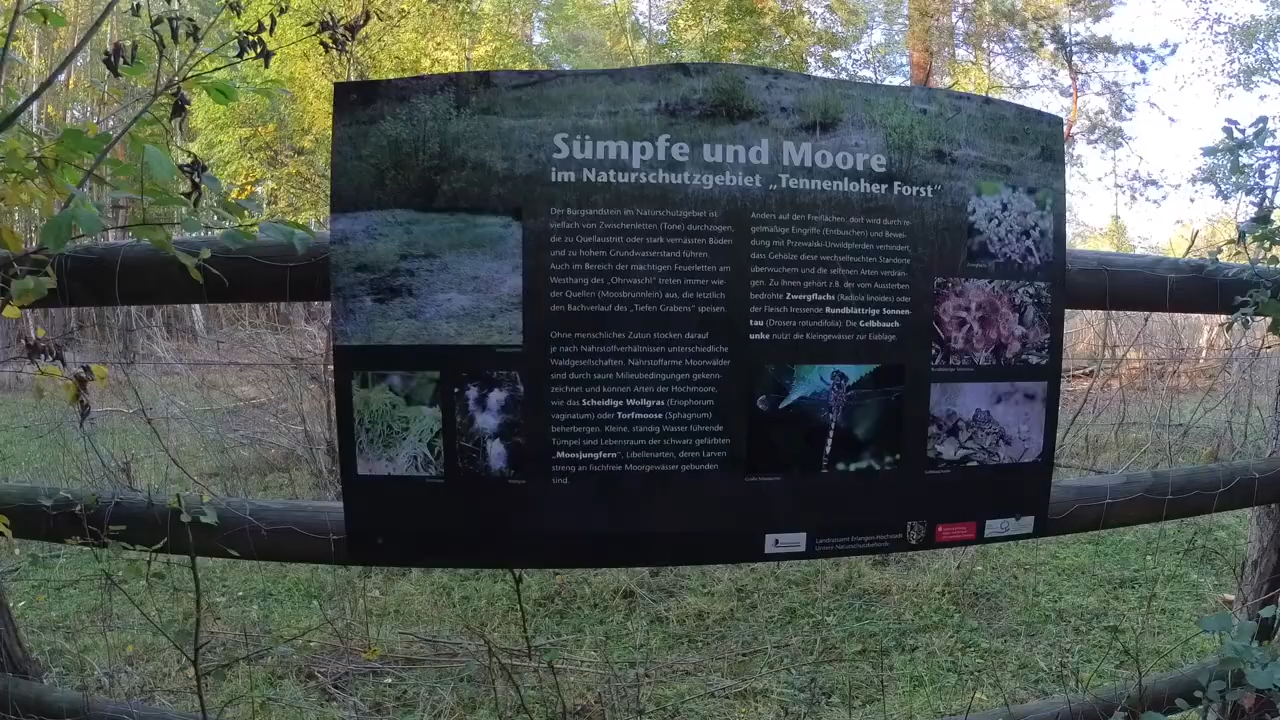 Sümpfe und Moore
im Naturschutzgebiet „Tennenloher Forst“
Der Burgsandstein im Naturschutzgebiet ist
vielfach von Zwischenletten (Tone) durchzogen,
die zu Quellaustritt oder stark vernässten Böden
und zu hohem Grundwasserstand führen.
Auch im Bereich der mächtigen Feuerletten am
Westhang des „Ohrwaschl“ treten immer wie-
der Quellen (Moosbrünnlein) aus, die letztlich
den Bachverlauf des „Tiefen Grabens“ speisen.
Ohne menschliches Zutun stocken darauf
je nach Nährstoffverhältnissen unterschiedliche
Waldgesellschaften. Nährstoffarme Moorwälder
sind durch saure Milieubedingungen gekenn-
zeichnet und können Arten der Hochmoore,
wie das Scheidige Wollgras (Eriophorum
vaginatum) oder Torfmoose (Sphagnum)
beherbergen. Kleine, ständig Wasser führende
Tümpel sind Lebensraum der schwarz gefärbten
„Moosjungfern“, Libellenarten, deren Larven
streng an fischfreie Moorgewässer gebunden
sind.
Anders auf den Freiflächen, dort wird durch re-
gelmäßige Eingriffe (Entbuschen) und Bewei-
dung mit Przewalski-Urwildpferden verhindert,
dass Gehölze diese wechselfeuchten Standorte
überwuchern und die seltenen Arten verdrän-
gen. Zu ihnen gehört z.B. der vom Aussterben
bedrohte Zwergflachs (Radiola linoides) oder
der Fleisch fressende Rundblättrige Sonnen-
tau (Drosera rotundifolia). Die Gelbbauch-
unke nutzt die Kleingewässer zur Eiablage.
Zwergflachs
Rundblättriger Sonnentau
Gelbbauchunke
Torfmoos
Wollgras
Landratsamt Erlangen-Höchstadt
Untere Naturschutzbehörde